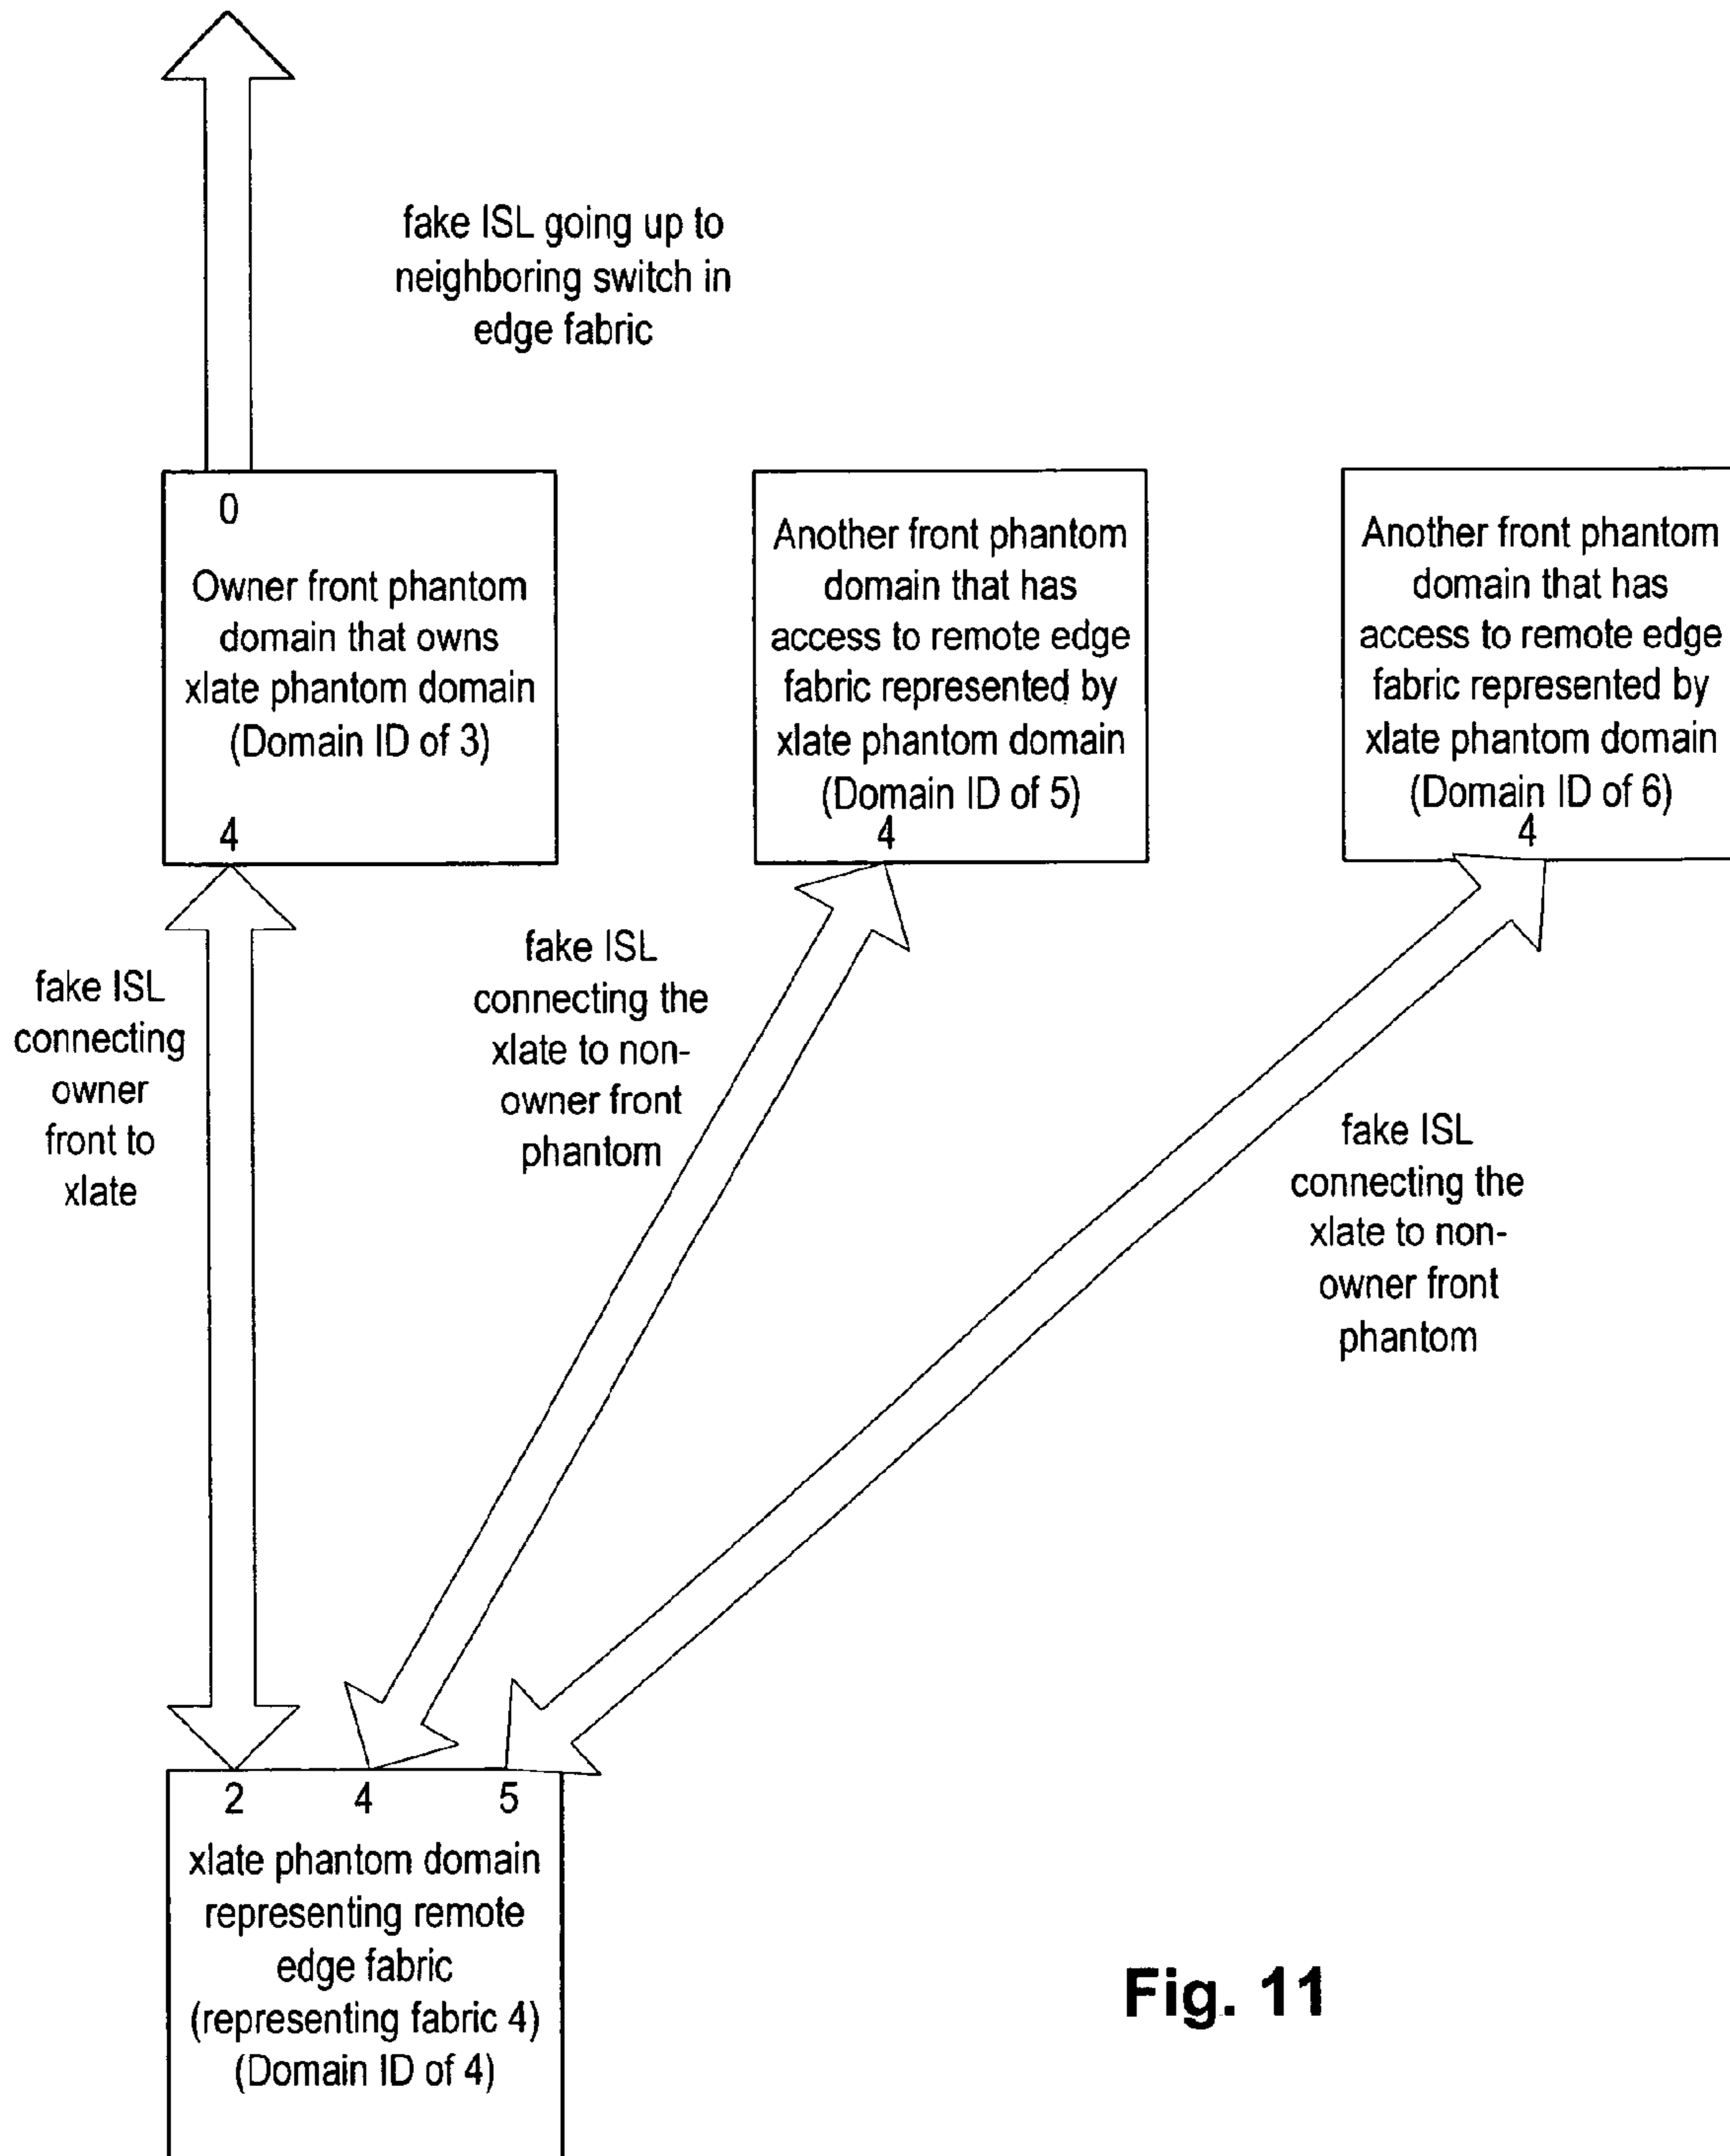 fake ISL going up to
neighboring switch in
edge fabric
0
Owner front phantom
domain that owns
xlate phantom domain
(Domain ID of 3)
4
Another front phantom
domain that has
access to remote edge
fabric represented by
xlate phantom domain
(Domain ID of 5)
4
Another front phantom
domain that has
access to remote edge
fabric represented by
xlate phantom domain
(Domain ID of 6)
4
fake ISL
connecting
owner
front to
xlate
fake ISL
connecting the
xlate to non-
owner front
phantom
fake ISL
connecting the
xlate to non-
owner front
phantom
2 4 5
xlate phantom domain
representing remote
edge fabric
(representing fabric 4)
(Domain ID of 4)
Fig. 11